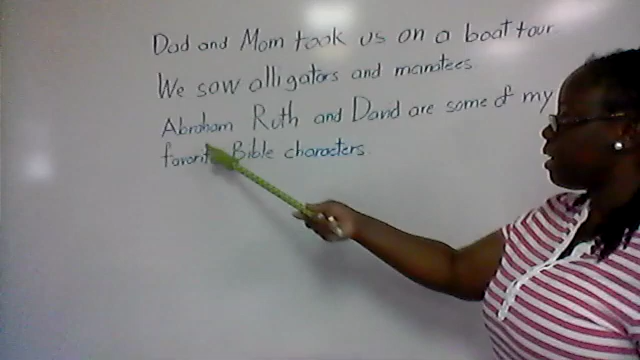 Dad and Mom took us on a boat tour
We saw alligators and manatees
Abraham Ruth and David are some of my
favorite Bible characters